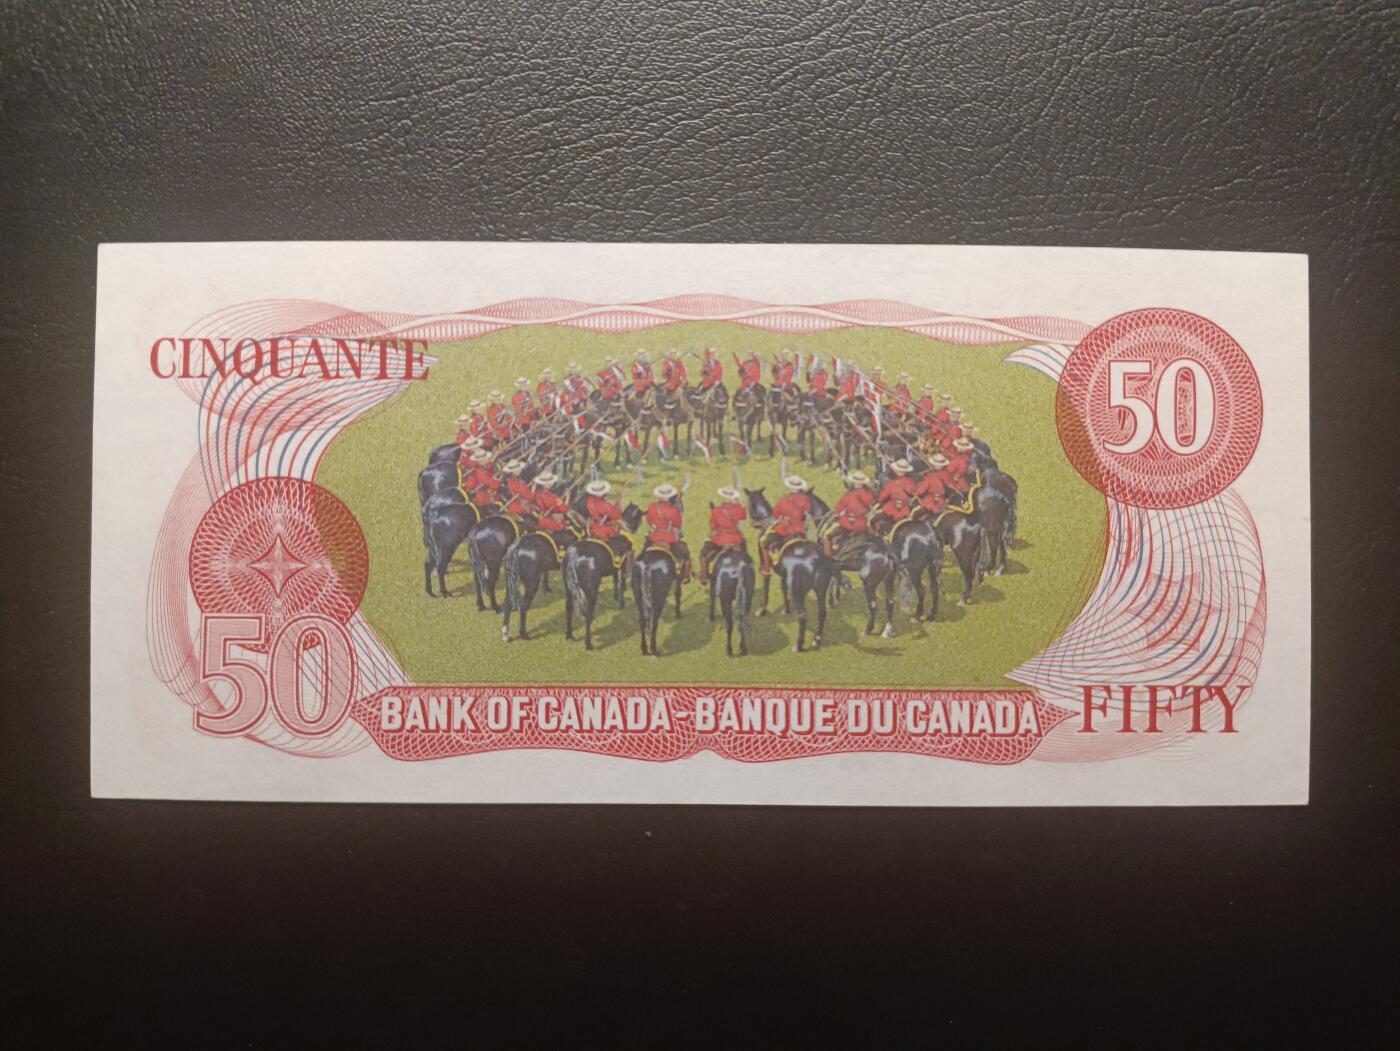 CINQUANTE
50
50
BANK OF CANADA-BANQUE DU CANADA
FIFTY